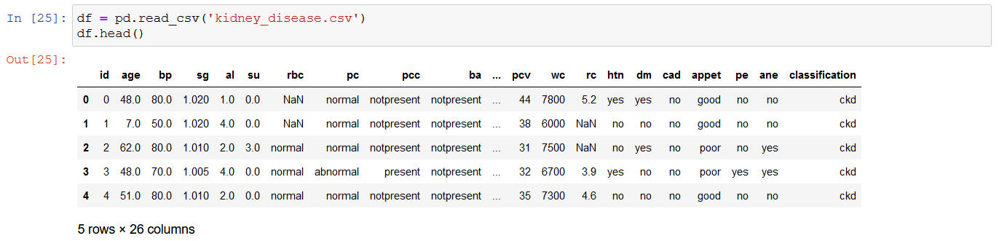 In [25]: df = pd.read_csv('kidney_disease.csv')
df.head()
Out[25]:
id age bp sg al su rbc pc pcc ba ... pcv wc rc htn dm cad appet pe ane classification
0 0 48.0 80.0 1.020 1.0 0.0 NaN normal notpresent notpresent ... 44 7800 5.2 yes yes no good no no ckd
1 1 7.0 50.0 1.020 4.0 0.0 NaN normal notpresent notpresent ... 38 6000 NaN no no no good no no ckd
2 2 62.0 80.0 1.010 2.0 3.0 normal normal notpresent notpresent ... 31 7500 NaN no yes no poor no yes ckd
3 3 48.0 70.0 1.005 4.0 0.0 normal abnormal present notpresent ... 32 6700 3.9 yes no no poor yes yes ckd
4 4 51.0 80.0 1.010 2.0 0.0 normal normal notpresent notpresent ... 35 7300 4.6 no no no good no no ckd
5 rows × 26 columns